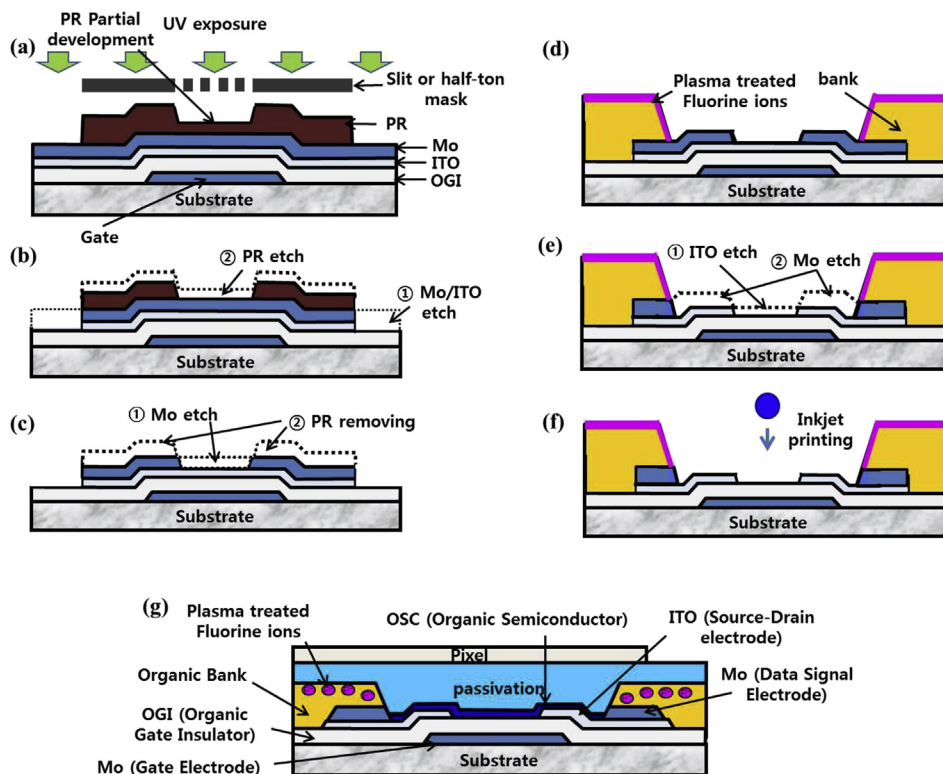 (a)
PR Partial
development
UV exposure
Slit or half-ton
mask
PR
Mo
ITO
OGI
Substrate
Gate
(b)
② PR etch
① Mo/ITO
etch
Substrate
(c)
① Mo etch
② PR removing
Substrate
(d)
Plasma treated
Fluorine ions
bank
Substrate
(e)
① ITO etch
② Mo etch
Substrate
(f)
Inkjet
printing
Substrate
(g)
Plasma treated
Fluorine ions
OSC (Organic Semiconductor)
ITO (Source-Drain
electrode)
Pixel
Organic Bank
passivation
Mo (Data Signal
Electrode)
OGI (Organic
Gate Insulator)
Mo (Gate Electrode)
Substrate